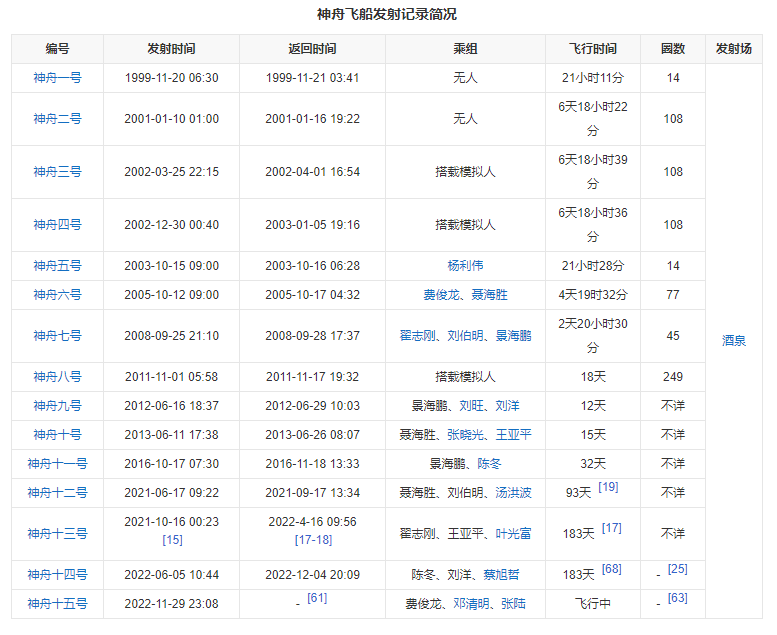 神舟飞船发射记录简况
编号 发射时间 返回时间 乘组 飞行时间 圈数 发射场
神舟一号 1999-11-20 06:30 1999-11-21 03:41 无人 21小时11分 14
神舟二号 2001-01-10 01:00 2001-01-16 19:22 无人 6天18小时22
分 108
神舟三号 2002-03-25 22:15 2002-04-01 16:54 搭载模拟人 6天18小时39
分 108
神舟四号 2002-12-30 00:40 2003-01-05 19:16 搭载模拟人 6天18小时36
分 108
神舟五号 2003-10-15 09:00 2003-10-16 06:28 杨利伟 21小时28分 14
神舟六号 2005-10-12 09:00 2005-10-17 04:32 费俊龙、聂海胜 4天19时32分 77
神舟七号 2008-09-25 21:10 2008-09-28 17:37 翟志刚、刘伯明、景海鹏 2天20小时30
分 45
酒泉
神舟八号 2011-11-01 05:58 2011-11-17 19:32 搭载模拟人 18天 249
神舟九号 2012-06-16 18:37 2012-06-29 10:03 景海鹏、刘旺、刘洋 12天 不详
神舟十号 2013-06-11 17:38 2013-06-26 08:07 聂海胜、张晓光、王亚平 15天 不详
神舟十一号 2016-10-17 07:30 2016-11-18 13:33 景海鹏、陈冬 32天 不详
神舟十二号 2021-06-17 09:22 2021-09-17 13:34 聂海胜、刘伯明、汤洪波 93天 [19] 不详
神舟十三号 2021-10-16 00:23
[15] 2022-4-16 09:56
[17-18] 翟志刚、王亚平、叶光富 183天 [17] 不详
神舟十四号 2022-06-05 10:44 2022-12-04 20:09 陈冬、刘洋、蔡旭哲 183天 [68] - [25]
神舟十五号 2022-11-29 23:08 - [61] 费俊龙、邓清明、张陆 飞行中 - [63]